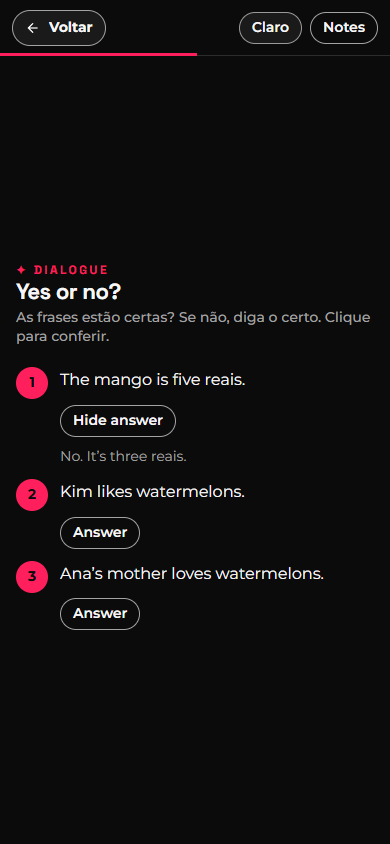 Voltar
Claro
Notes
DIALOGUE
Yes or no?
As frases estão certas? Se não, diga o certo. Clique
para conferir.
1
The mango is five reais.
Hide answer
No. It’s three reais.
2
Kim likes watermelons.
Answer
3
Ana’s mother loves watermelons.
Answer